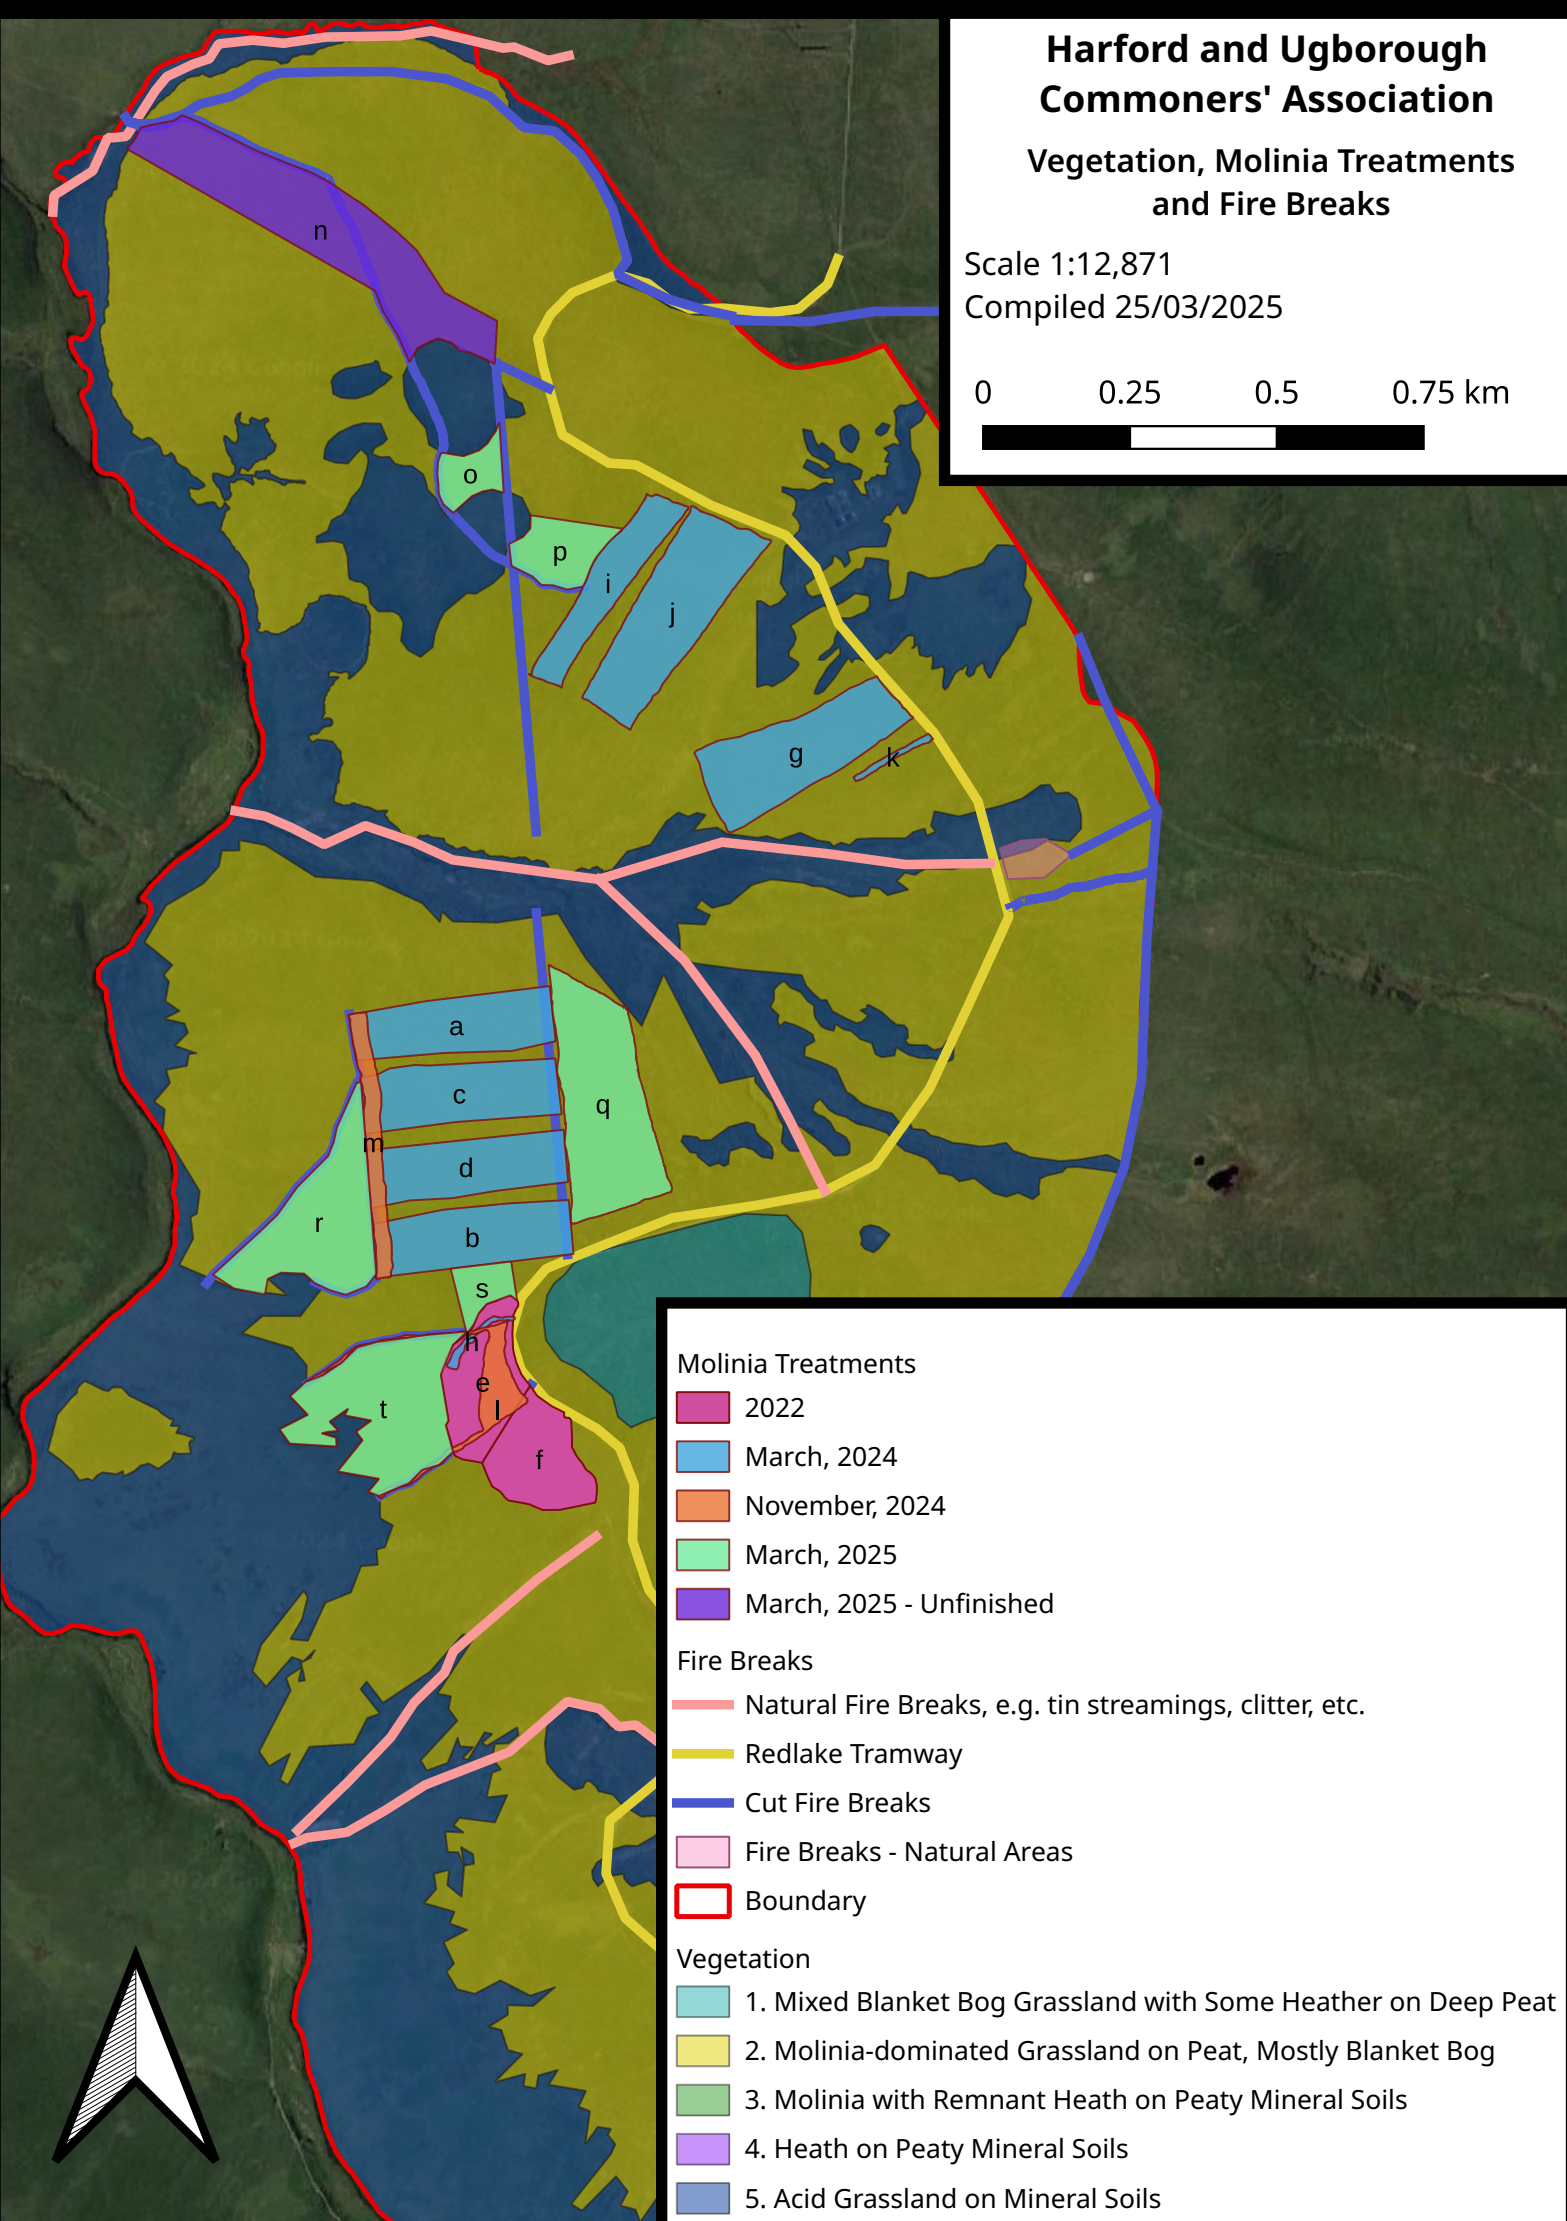 Harford and Ugborough
Commoners' Association
Vegetation, Molinia Treatments
and Fire Breaks
Scale 1:12,871
Compiled 25/03/2025
0 0.25 0.5 0.75 km
n
o
p
i
j
g
k
a
c
q
m
d
r
b
s
h
e
t
l
f
Molinia Treatments
2022
March, 2024
November, 2024
March, 2025
March, 2025 - Unfinished
Fire Breaks
Natural Fire Breaks, e.g. tin streamings, clitter, etc.
Redlake Tramway
Cut Fire Breaks
Fire Breaks - Natural Areas
Boundary
Vegetation
1. Mixed Blanket Bog Grassland with Some Heather on Deep Peat
2. Molinia-dominated Grassland on Peat, Mostly Blanket Bog
3. Molinia with Remnant Heath on Peaty Mineral Soils
4. Heath on Peaty Mineral Soils
5. Acid Grassland on Mineral Soils